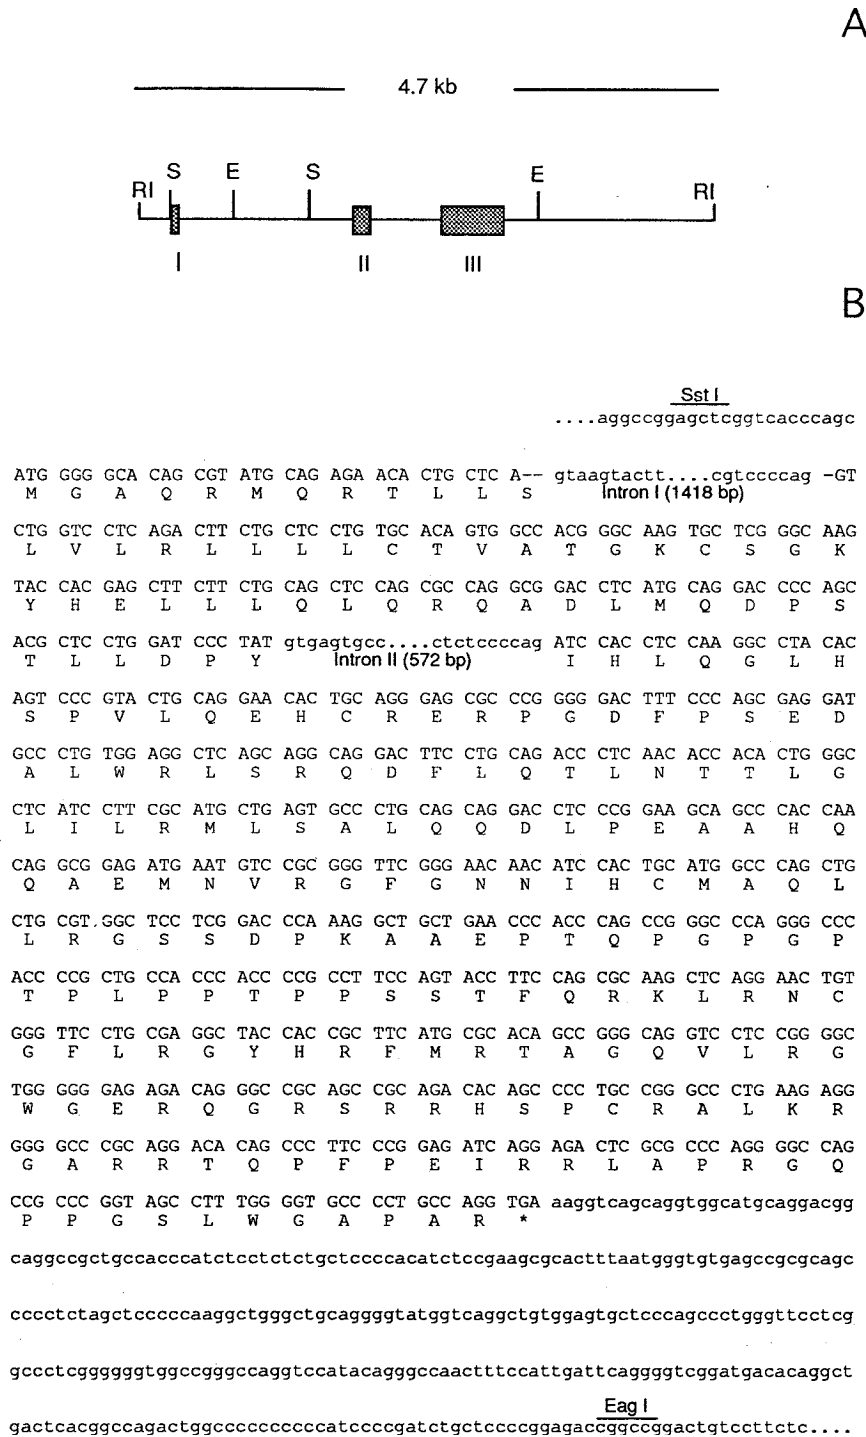 A
4.7 kb
RI S E S E RI
I II III
B
Sst I
....aggccggagctcggtcacccagc
ATG GGG GCA CAG CGT ATG CAG AGA ACA CTG CTC A-- gtaagtactt....cgtccccag -GT
M G A Q R M Q R T L L S Intron I (1418 bp)
CTG GTC CTC AGA CTT CTG CTC CTG TGC ACA GTG GCC ACG GGC AAG TGC TCG GGC AAG
L V L R L L L L C T V A T G K C S G K
TAC CAC GAG CTT CTT CTG CAG CTC CAG CGC CAG GCG GAC CTC ATG CAG GAC CCC AGC
Y H E L L L Q L Q R Q A D L M Q D P S
ACG CTC CTG GAT CCC TAT gtgagtgcc....ctctccccag ATC CAC CTC CAA GGC CTA CAC
T L L D P Y Intron II (572 bp) I H L Q G L H
AGT CCC GTA CTG CAG GAA CAC TGC AGG GAG CGC CCG GGG GAC TTT CCC AGC GAG GAT
S P V L Q E H C R E R P G D F P S E D
GCC CTG TGG AGG CTC AGC AGG CAG GAC TTC CTG CAG ACC CTC AAC ACC ACA CTG GGC
A L W R L S R Q D F L Q T L N T T L G
CTC ATC CTT CGC ATG CTG AGT GCC CTG CAG CAG GAC CTC CCG GAA GCA GCC CAC CAA
L I L R M L S A L Q Q D L P E A A H Q
CAG GCG GAG ATG AAT GTC CGC GGG TTC GGG AAC AAC ATC CAC TGC ATG GCC CAG CTG
Q A E M N V R G F G N N I H C M A Q L
CTG CGT GGC TCC TCG GAC CCA AAG GCT GCT GAA CCC ACC CAG CCG GGC CCA GGG CCC
L R G S S D P K A A E P T Q P G P G P
ACC CCG CTG CCA CCC ACC CCG CCT TCC AGT ACC TTC CAG CGC AAG CTC AGG AAC TGT
T P L P P T P P S S T F Q R K L R N C
GGG TTC CTG CGA GGC TAC CAC CGC TTC ATG CGC ACA GCC GGG CAG GTC CTC CGG GGC
G F L R G Y H R F M R T A G Q V L R G
TGG GGG GAG AGA CAG GGC CGC AGC CGC AGA CAC AGC CCC TGC CGG GCC CTG AAG AGG
W G E R Q G R S R R H S P C R A L K R
GGG GCC CGC AGG ACA CAG CCC TTC CCG GAG ATC AGG AGA CTC GCG CCC AGG GGC CAG
G A R R T Q P F P E I R R L A P R G Q
CCG CCC GGT AGC CTT TGG GGT GCC CCT GCC AGG TGA aaggtcagcaggtggcatgcaggacgg
P P G S L W G A P A R *
caggccgctgccacccatctcctctctgctccccacatctccgaagcgcactttaatgggtgtgagccgcgcagc
cccctctagctcccccaaggctgggctgcaggggtatggtcaggctgtggagtgctcccagccctgggttcctcg
gccctcggggggtggccgggccaggtccatacagggccaactttccattgattcaggggtcggatgacacaggct
Eag I
gactcacggccagactggcccccccccccatccccgatctgctccccggagaccggccggactgtccttctc....